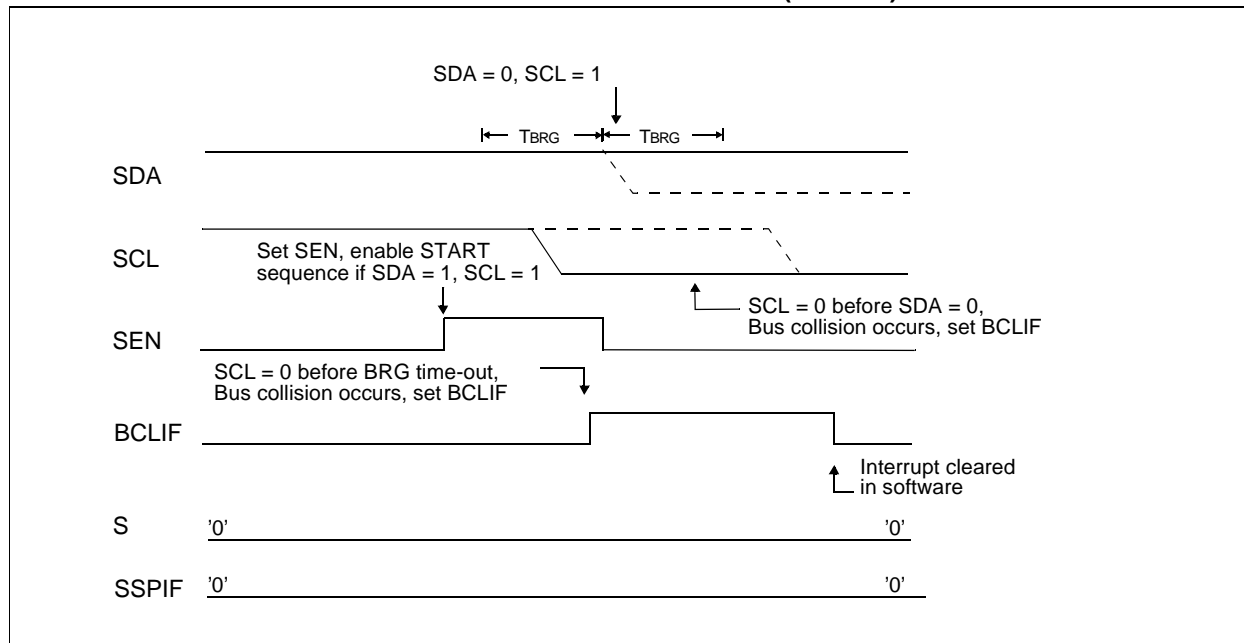 SDA = 0, SCL = 1
TBRG TBRG
SDA
SCL
Set SEN, enable START
sequence if SDA = 1, SCL = 1
SCL = 0 before SDA = 0,
Bus collision occurs, set BCLIF
SEN
SCL = 0 before BRG time-out,
Bus collision occurs, set BCLIF
BCLIF
Interrupt cleared
in software
S '0' '0'
SSPIF '0' '0'